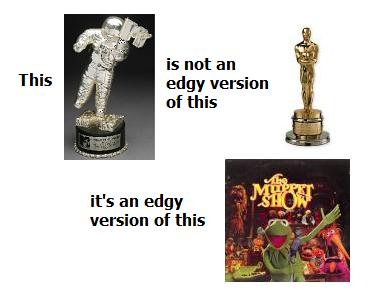 This
is not an
edgy version
of this
it's an edgy
version of this
The
MUPPET
SHOW